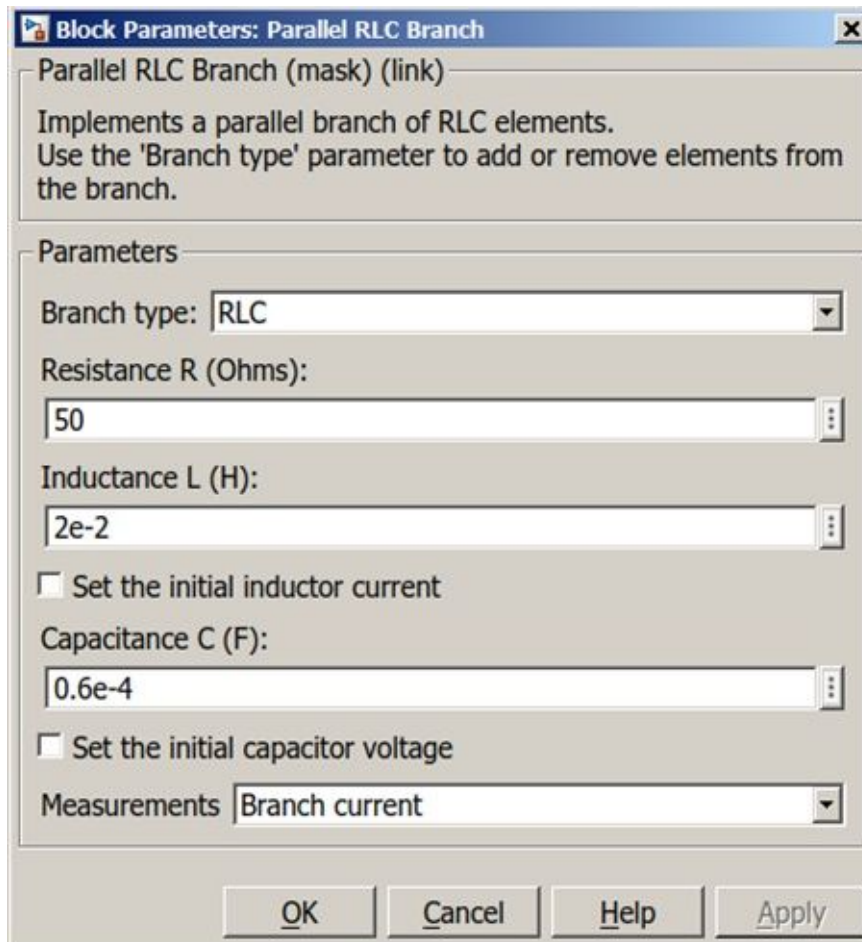 Block Parameters: Parallel RLC Branch
Parallel RLC Branch (mask) (link)
Implements a parallel branch of RLC elements.
Use the 'Branch type' parameter to add or remove elements from
the branch.
Parameters
Branch type: RLC
Resistance R (Ohms):
50
Inductance L (H):
2e-2
Set the initial inductor current
Capacitance C (F):
0.6e-4
Set the initial capacitor voltage
Measurements Branch current
OK Cancel Help Apply